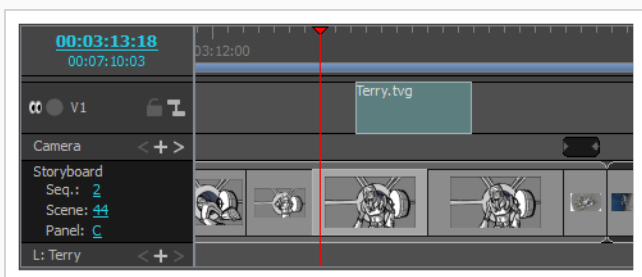 00:03:13:18
03:12:00
00:07:10:03
Terry.tvg
V1
Camera
Storyboard
Seq.: 2
Scene: 44
Panel: C
L: Terry